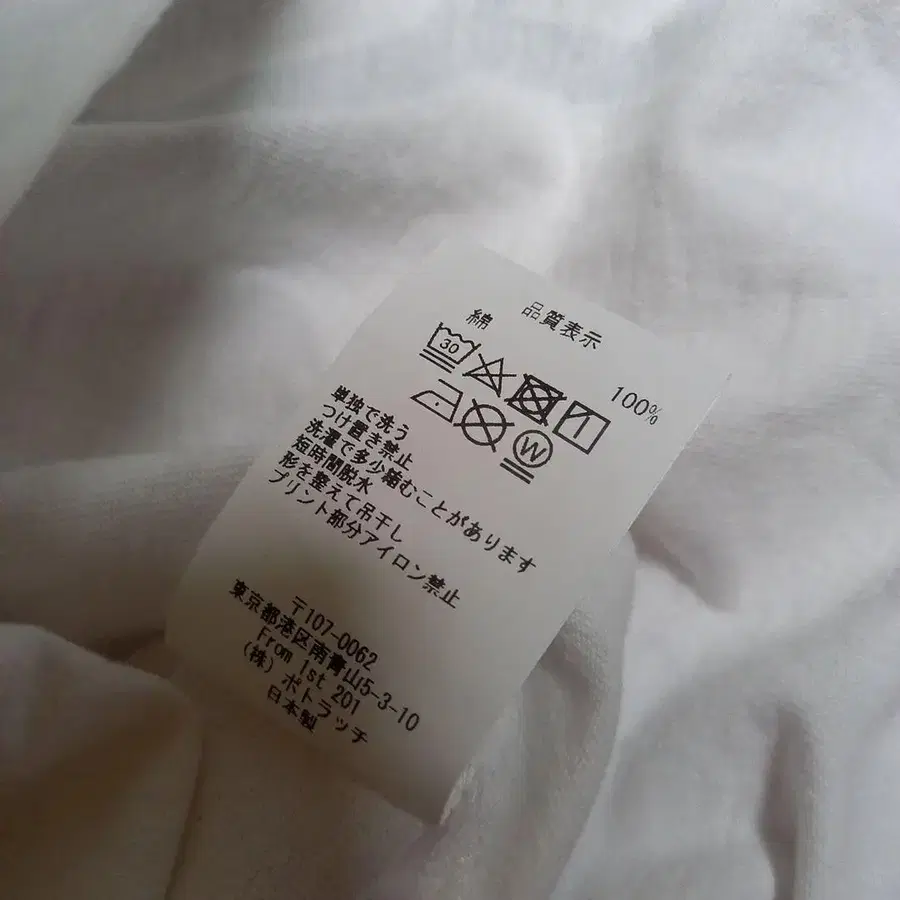 品質表示
綿 100%
30
W
単独で洗う
つけ置き禁止
洗濯で多少縮むことがあります
短時間脱水
形を整えて吊干し
プリント部分アイロン禁止
〒107-0062
東京都港区南青山5-3-10
From 1st 201
(株) ポトラッチ
日本製